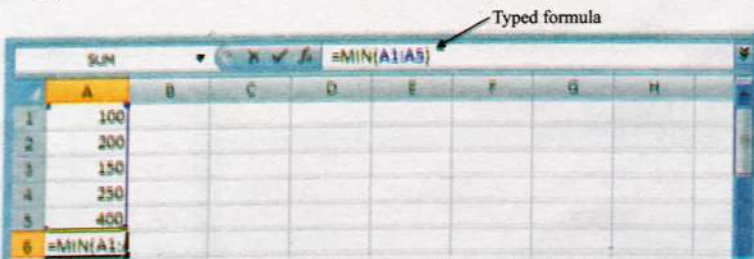 Typed formula
SUM =MIN(A1:A5)
A B C D E F G H
1 100
2 200
3 150
4 250
5 400
6 =MIN(A1: